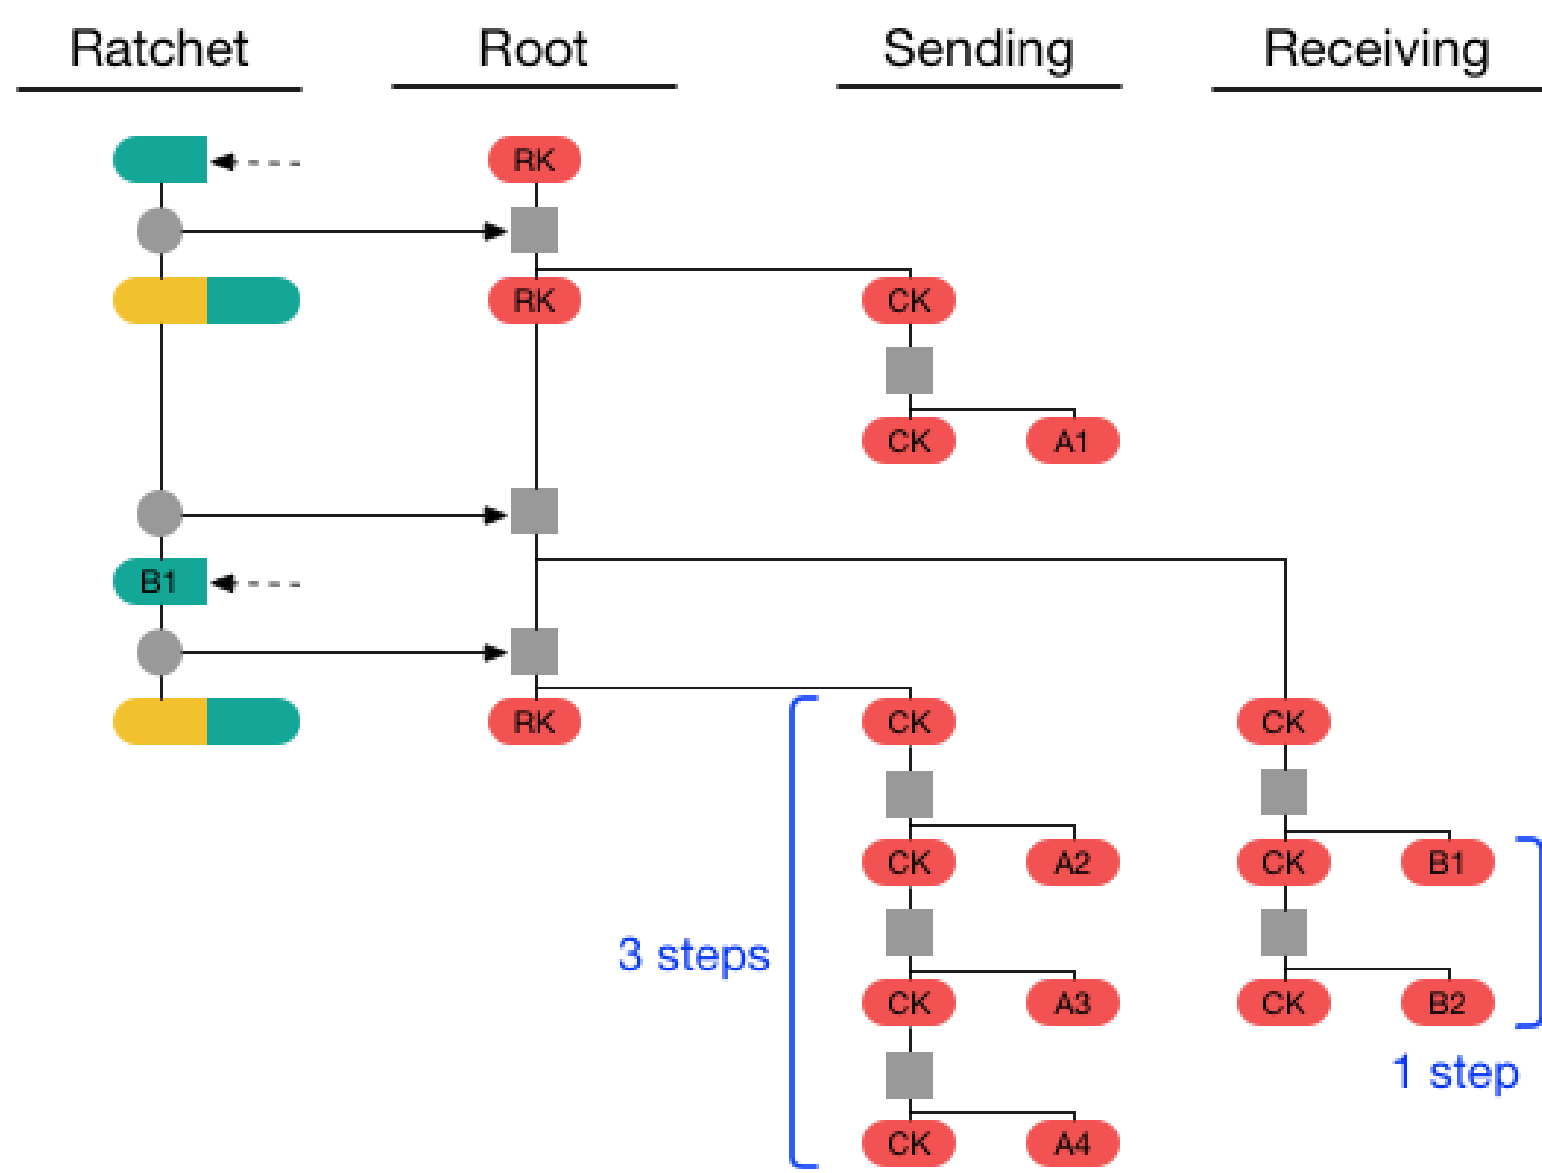 Ratchet Root Sending Receiving
RK
RK CK
CK A1
B1
RK CK CK
CK A2 CK B1
3 steps
CK A3 CK B2
1 step
CK A4